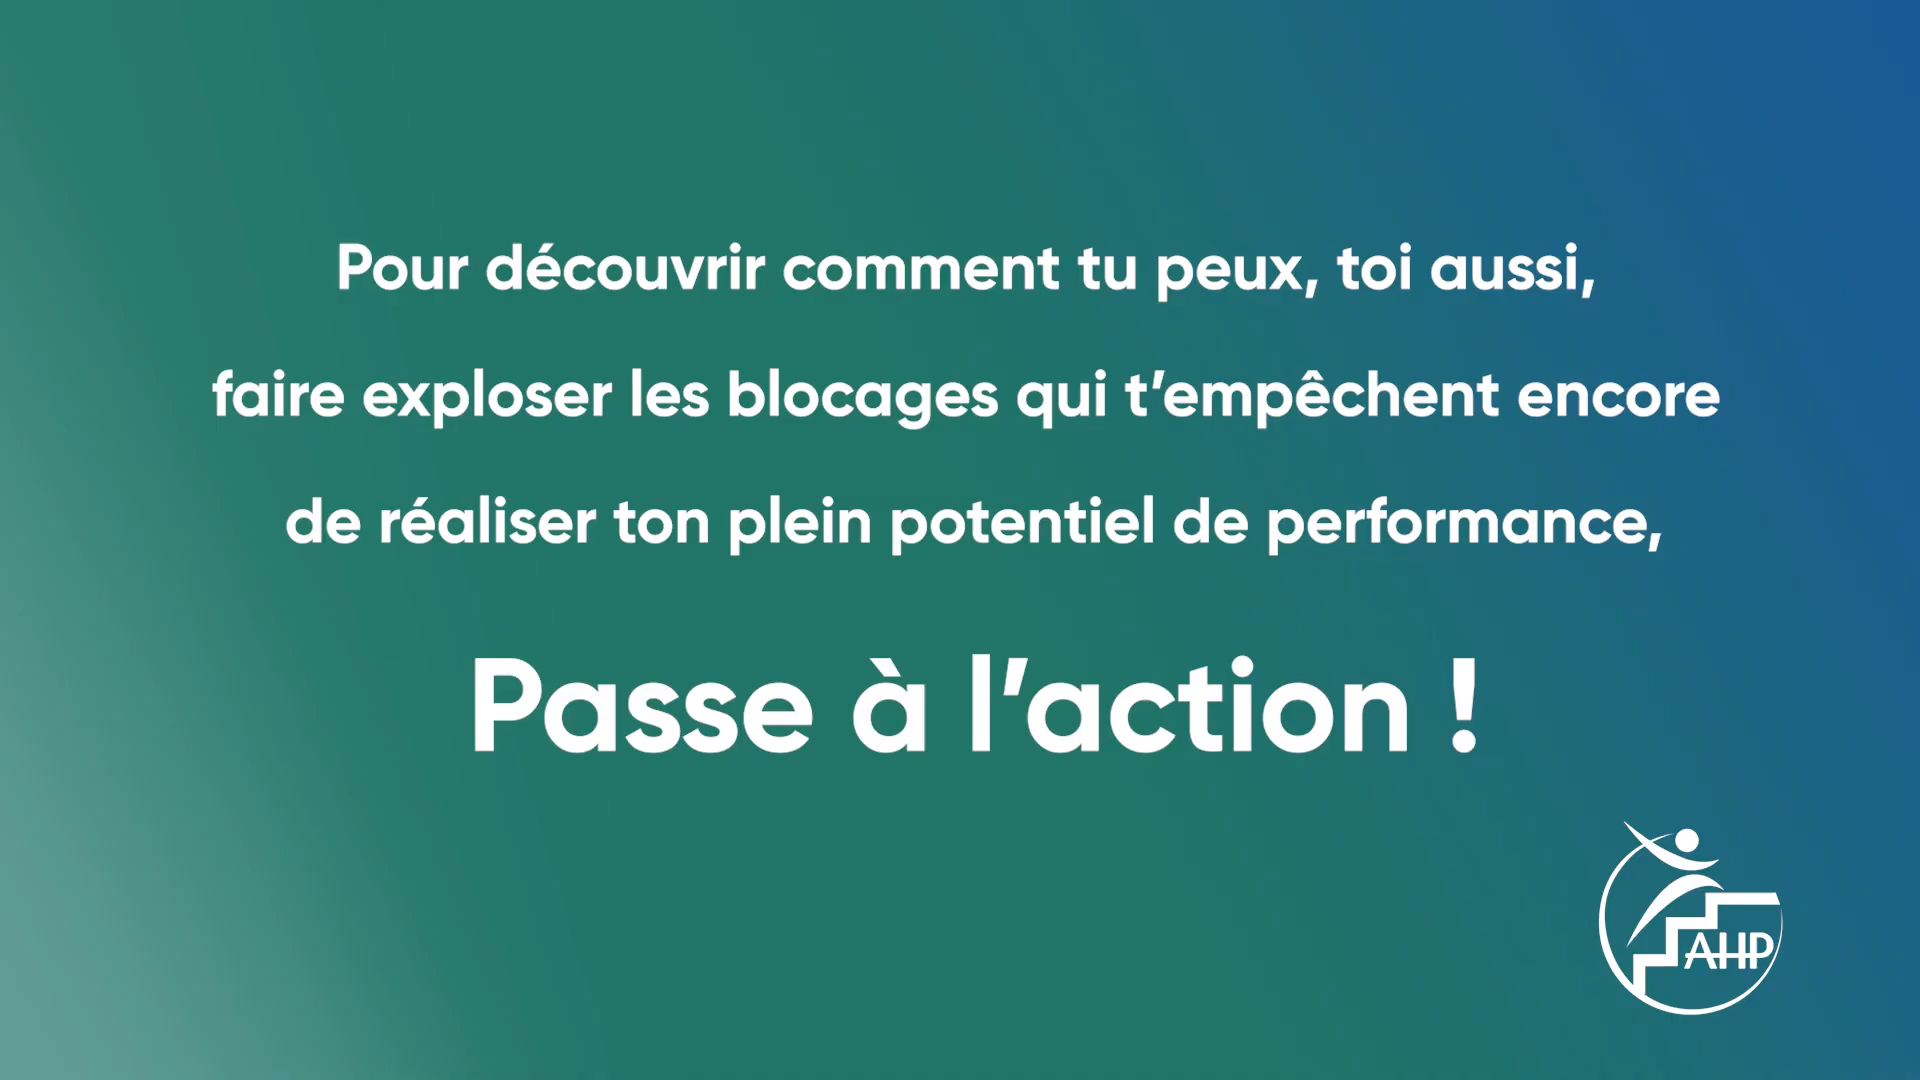 Pour découvrir comment tu peux, toi aussi,
faire exploser les blocages qui t’empêchent encore
de réaliser ton plein potentiel de performance,
Passe à l’action !
AHP